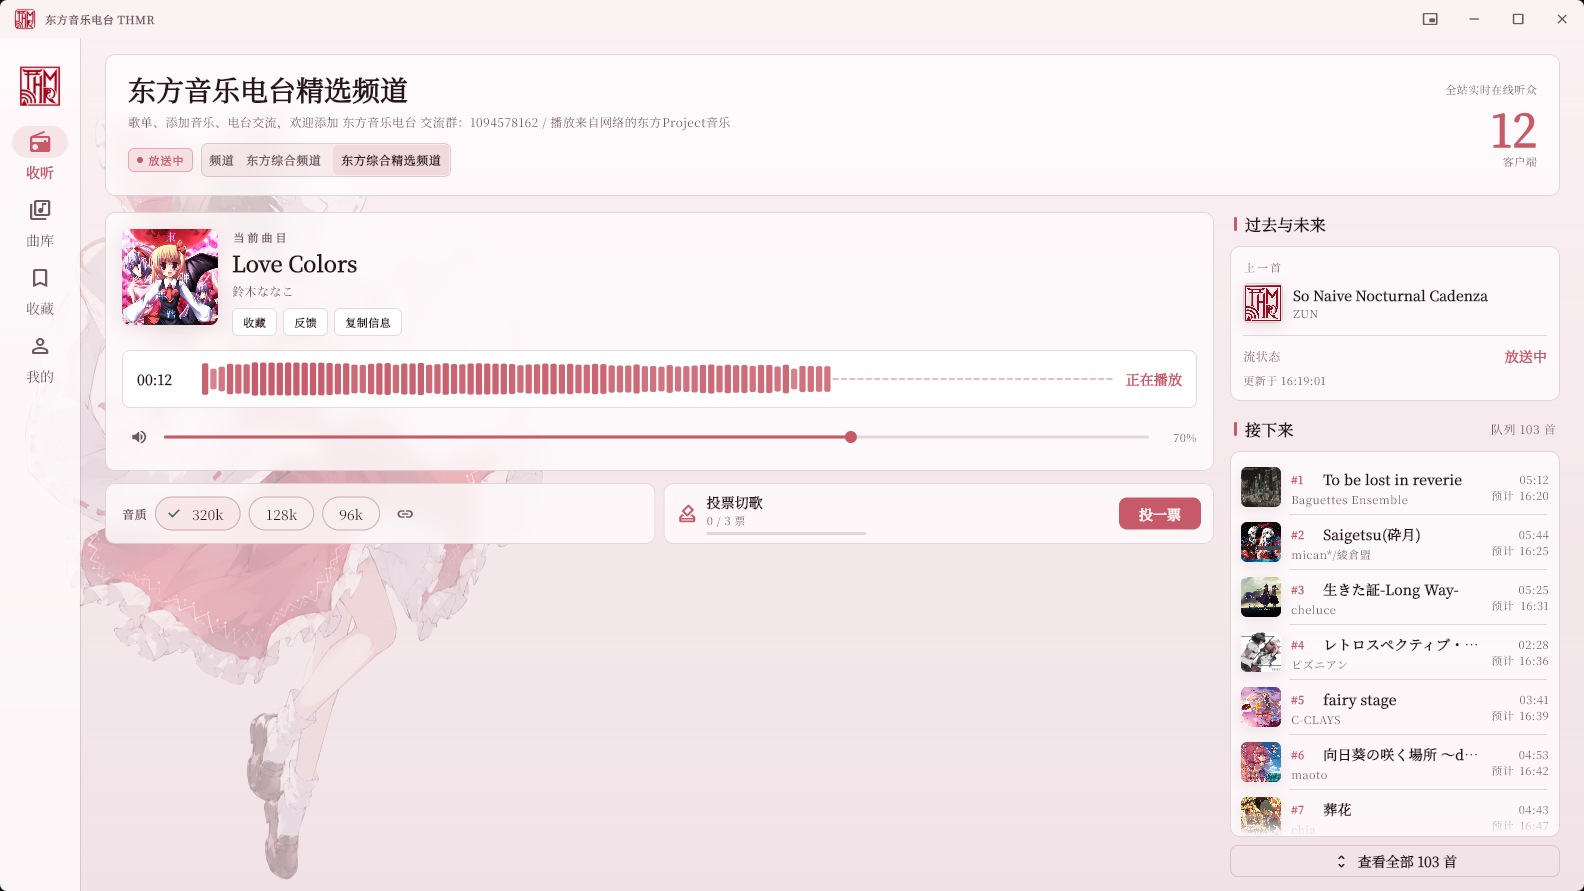 东方音乐电台 THMR
THMR
收听
曲库
收藏
我的
东方音乐电台精选频道
歌单、添加音乐、电台交流，欢迎添加 东方音乐电台 交流群：1094578162 / 播放来自网络的东方Project音乐
放送中
频道 东方综合频道 东方综合精选频道
全站实时在线听众
12
客户端
当前曲目
Love Colors
鈴木ななこ
收藏 反馈 复制信息
00:12 正在播放
70%
音质 320k 128k 96k
投票切歌
0 / 3 票
投一票
过去与未来
上一首
So Naive Nocturnal Cadenza
ZUN
流状态 放送中
更新于 16:19:01
接下来 队列 103 首
#1 To be lost in reverie 05:12
Baguettes Ensemble 预计 16:20
#2 Saigetsu(砕月) 05:44
mican*/綾倉盟 预计 16:25
#3 生きた証-Long Way- 05:25
cheluce 预计 16:31
#4 レトロスペクティブ・… 02:28
ビズニアン 预计 16:36
#5 fairy stage 03:41
C-CLAYS 预计 16:39
#6 向日葵の咲く場所 ～d… 04:53
maoto 预计 16:42
#7 葬花 04:43
chia 预计 16:47
查看全部 103 首